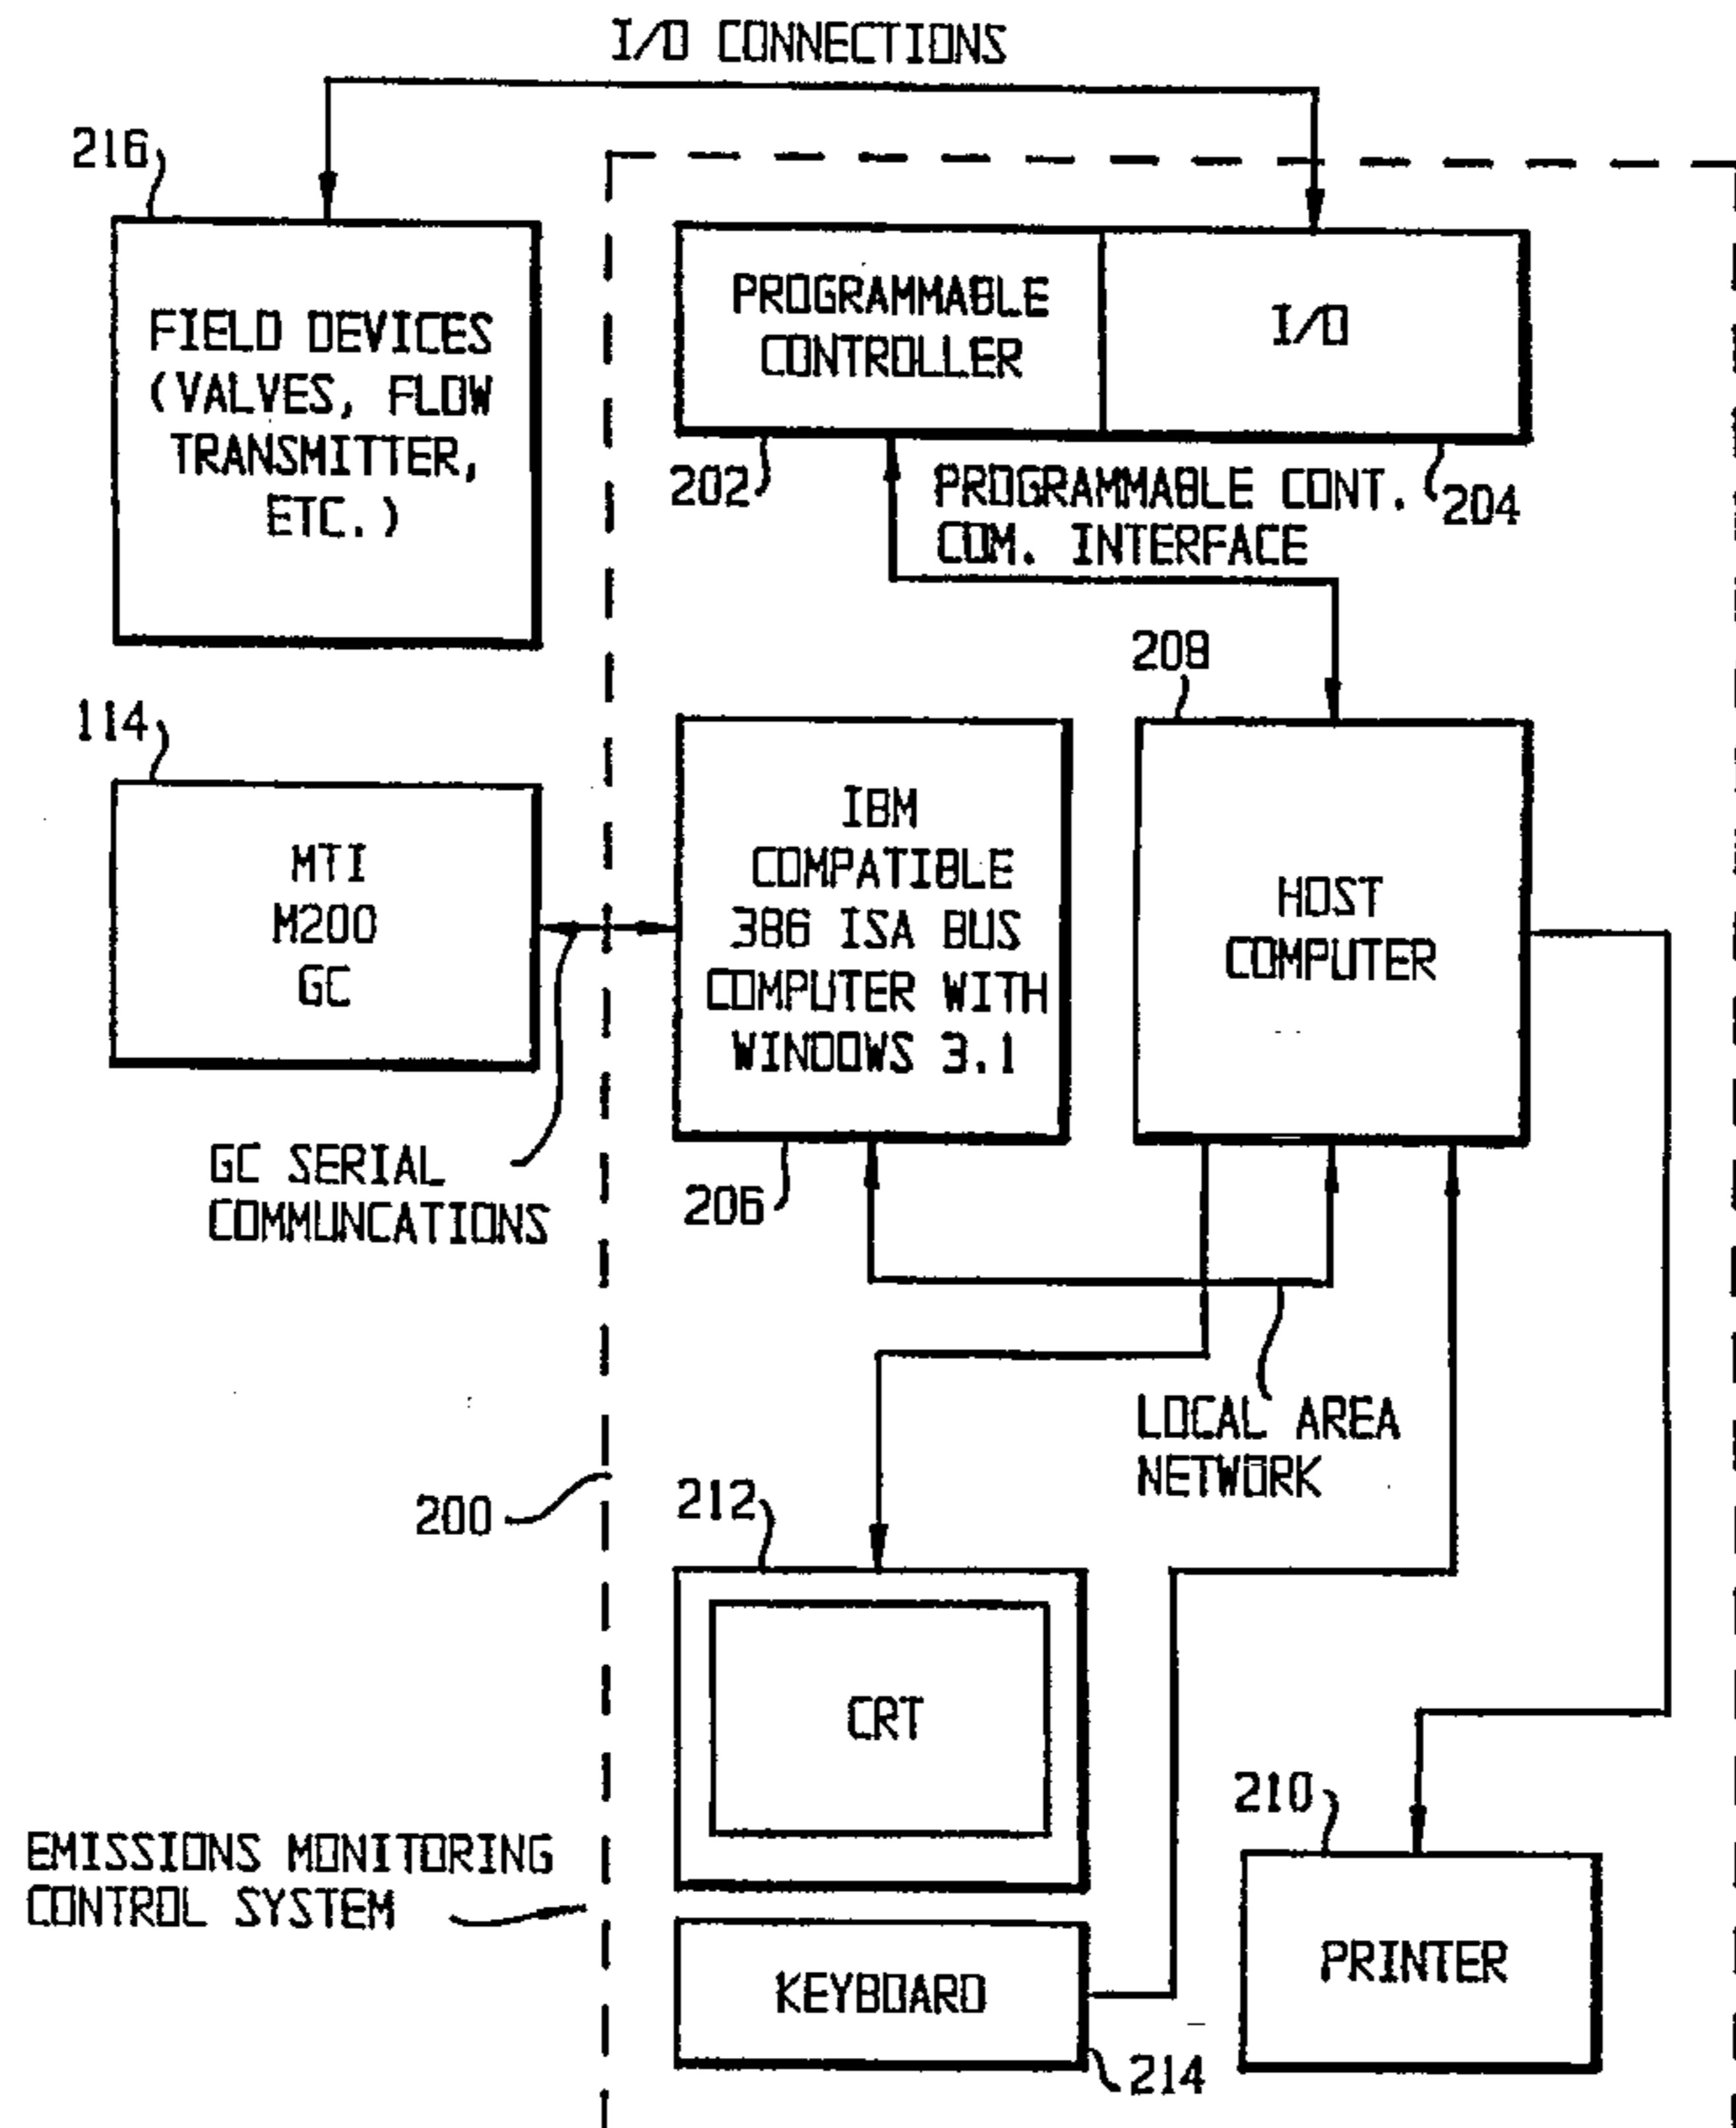 I/O CONNECTIONS
216
FIELD DEVICES
(VALVES, FLOW
TRANSMITTER,
ETC.)
PROGRAMMABLE
CONTROLLER
I/O
202
PROGRAMMABLE CONT.
COM. INTERFACE
204
208
114
MTI
M200
GC
IBM
COMPATIBLE
386 ISA BUS
COMPUTER WITH
WINDOWS 3.1
HOST
COMPUTER
GC SERIAL
COMMUNCATIONS
206
LOCAL AREA
NETWORK
200
212
CRT
210
EMISSIONS MONITORING
CONTROL SYSTEM
KEYBOARD
PRINTER
214